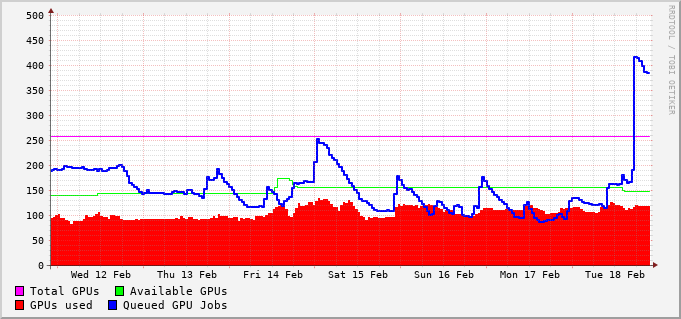 500
450
400
350
300
250
200
150
100
50
0
Wed 12 Feb Thu 13 Feb Fri 14 Feb Sat 15 Feb Sun 16 Feb Mon 17 Feb Tue 18 Feb
Total GPUs Available GPUs
GPUs used Queued GPU Jobs
RRDTOOL / TOBI OETIKER